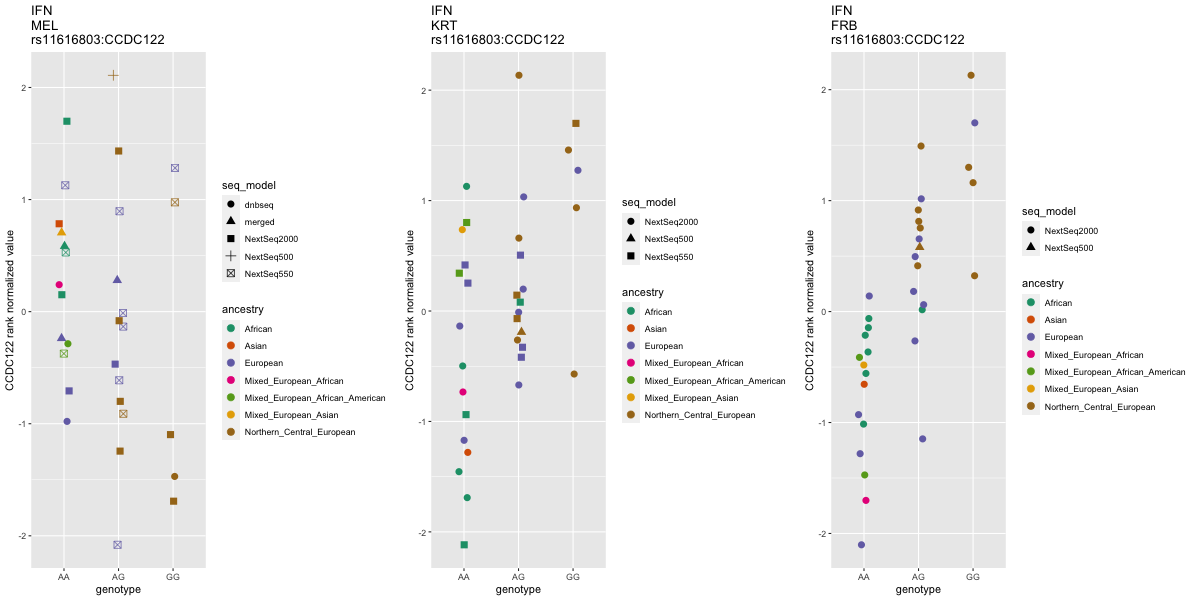 IFN
MEL
rs11616803:CCDC122
CCDC122 rank normalized value
2
1
0
-1
-2
AA
AG
GG
genotype
seq_model
dnbseq
merged
NextSeq2000
NextSeq500
NextSeq550
ancestry
African
Asian
European
Mixed_European_African
Mixed_European_African_American
Mixed_European_Asian
Northern_Central_European
IFN
KRT
rs11616803:CCDC122
CCDC122 rank normalized value
2
1
0
-1
-2
AA
AG
GG
genotype
seq_model
NextSeq2000
NextSeq500
NextSeq550
ancestry
African
Asian
European
Mixed_European_African
Mixed_European_African_American
Mixed_European_Asian
Northern_Central_European
IFN
FRB
rs11616803:CCDC122
CCDC122 rank normalized value
2
1
0
-1
-2
AA
AG
GG
genotype
seq_model
NextSeq2000
NextSeq500
ancestry
African
Asian
European
Mixed_European_African
Mixed_European_African_American
Mixed_European_Asian
Northern_Central_European